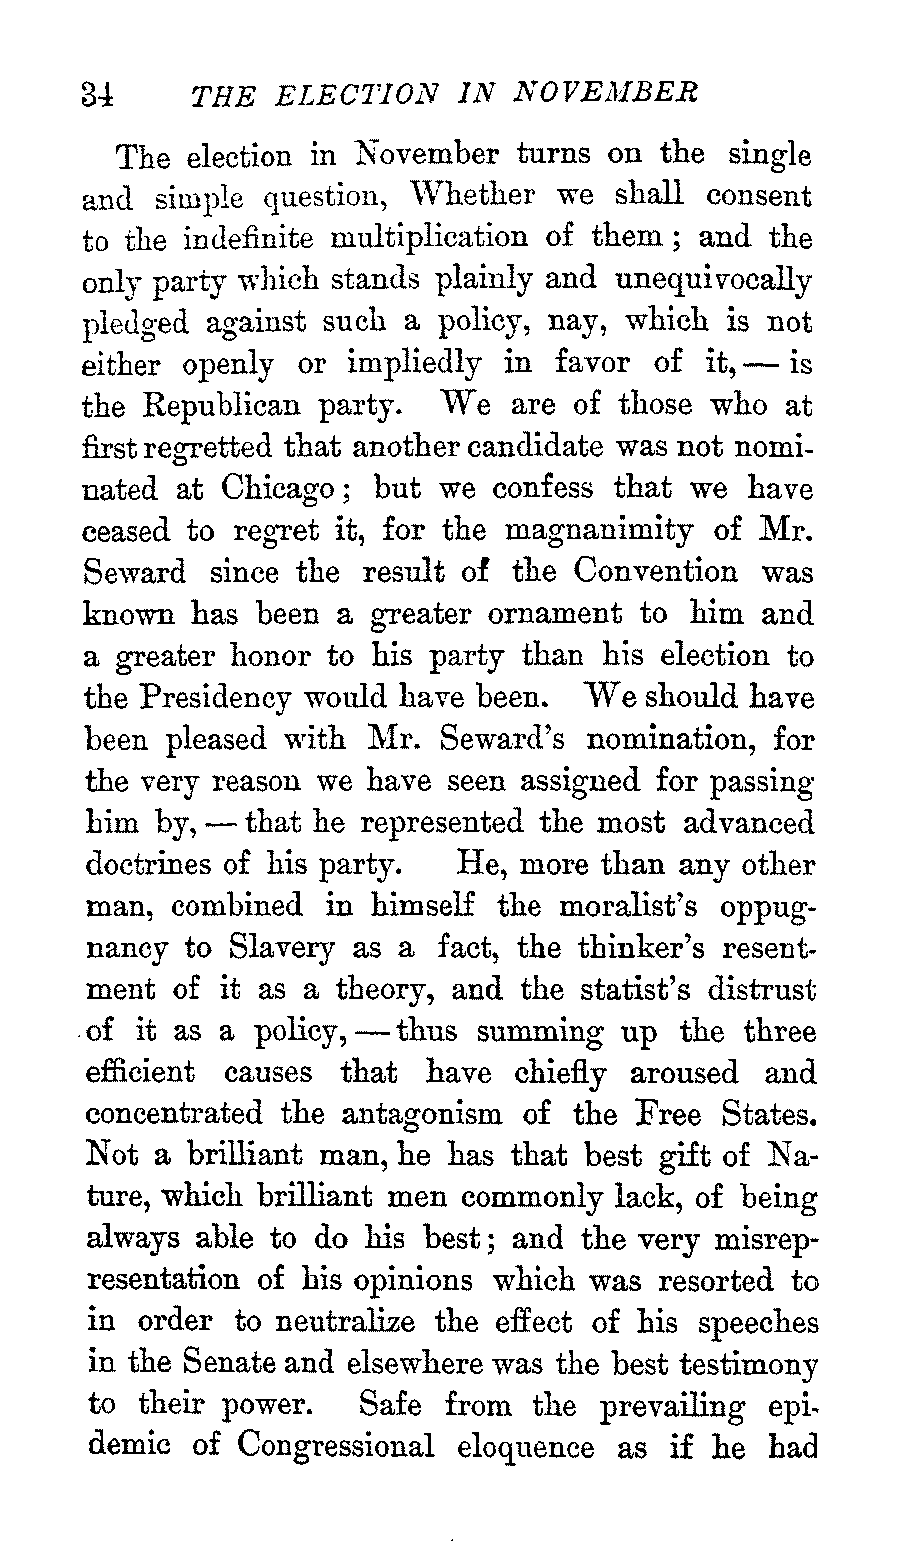 34 THE ELECTION IN NOVEMBER
The election in November turns on the single
and simple question, Whether we shall consent
to the indefinite multiplication of them ; and the
only party which stands plainly and unequivocally
pledged against such a policy, nay, which is not
either openly or impliedly in favor of it, — is
the Republican party. We are of those who at
first regretted that another candidate was not nomi-
nated at Chicago ; but we confess that we have
ceased to regret it, for the magnanimity of Mr.
Seward since the result of the Convention was
known has been a greater ornament to him and
a greater honor to his party than his election to
the Presidency would have been. We should have
been pleased with Mr. Seward's nomination, for
the very reason we have seen assigned for passing
him by, — that he represented the most advanced
doctrines of his party. He, more than any other
man, combined in himself the moralist's oppug-
nancy to Slavery as a fact, the thinker's resent-
ment of it as a theory, and the statist's distrust
of it as a policy, — thus summing up the three
efficient causes that have chiefly aroused and
concentrated the antagonism of the Free States.
Not a brilliant man, he has that best gift of Na-
ture, which brilliant men commonly lack, of being
always able to do his best ; and the very misrep-
resentation of his opinions which was resorted to
in order to neutralize the effect of his speeches
in the Senate and elsewhere was the best testimony
to their power. Safe from the prevailing epi-
demic of Congressional eloquence as if he had